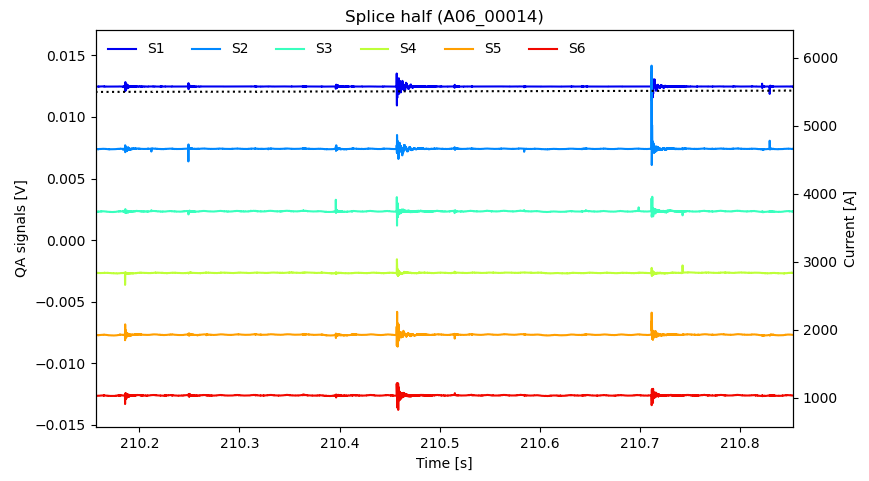 Splice half (A06_00014)
S1 S2 S3 S4 S5 S6
QA signals [V]
0.015
0.010
0.005
0.000
−0.005
−0.010
−0.015
6000
5000
4000
3000
2000
1000
Current [A]
210.2 210.3 210.4 210.5 210.6 210.7 210.8
Time [s]